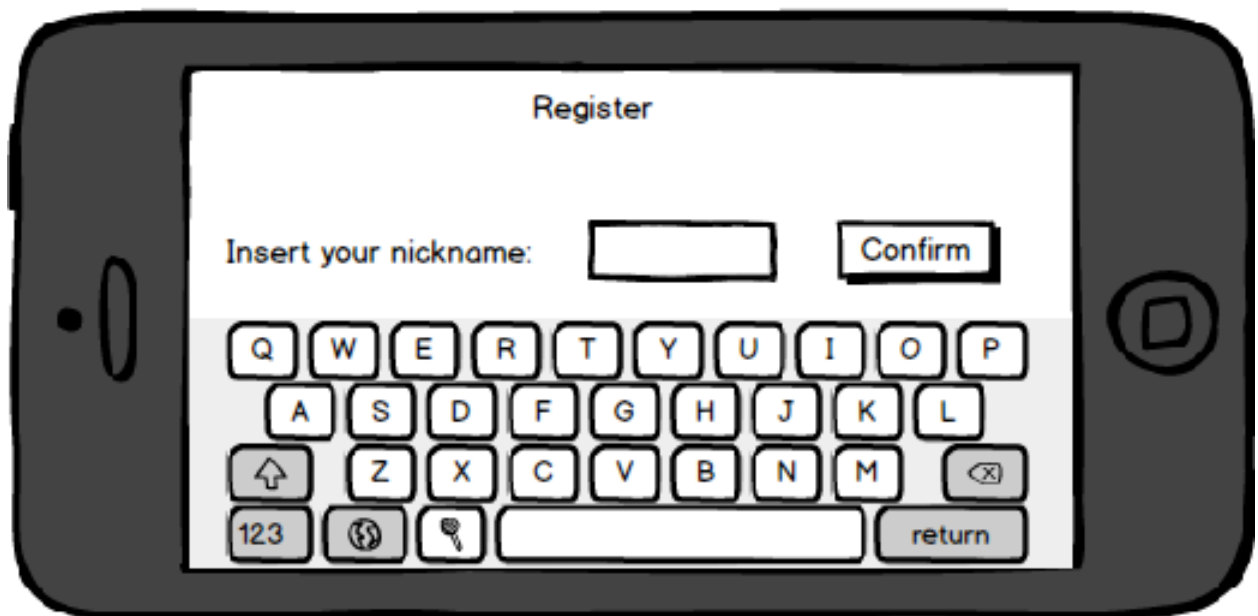 Register
Insert your nickname: Confirm
Q W E R T Y U I O P
A S D F G H J K L
Z X C V B N M
123 return